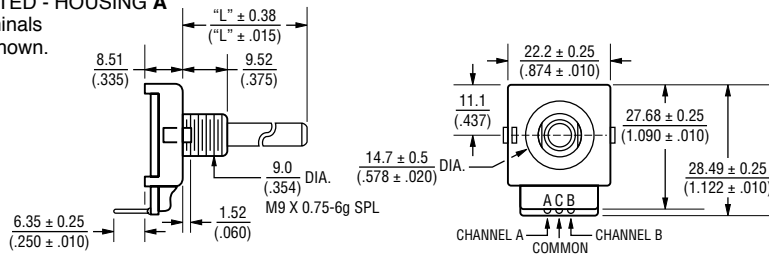 TED - HOUSING A
minals
hown.
"L" ± 0.38
("L" ± .015)
8.51
(.335)
9.52
(.375)
9.0
(.354)
DIA.
M9 X 0.75-6g SPL
6.35 ± 0.25
(.250 ± .010)
1.52
(.060)
22.2 ± 0.25
(.874 ± .010)
11.1
(.437)
27.68 ± 0.25
(1.090 ± .010)
14.7 ± 0.5
(.578 ± .020)
DIA.
28.49 ± 0.25
(1.122 ± .010)
A C B
CHANNEL A
CHANNEL B
COMMON